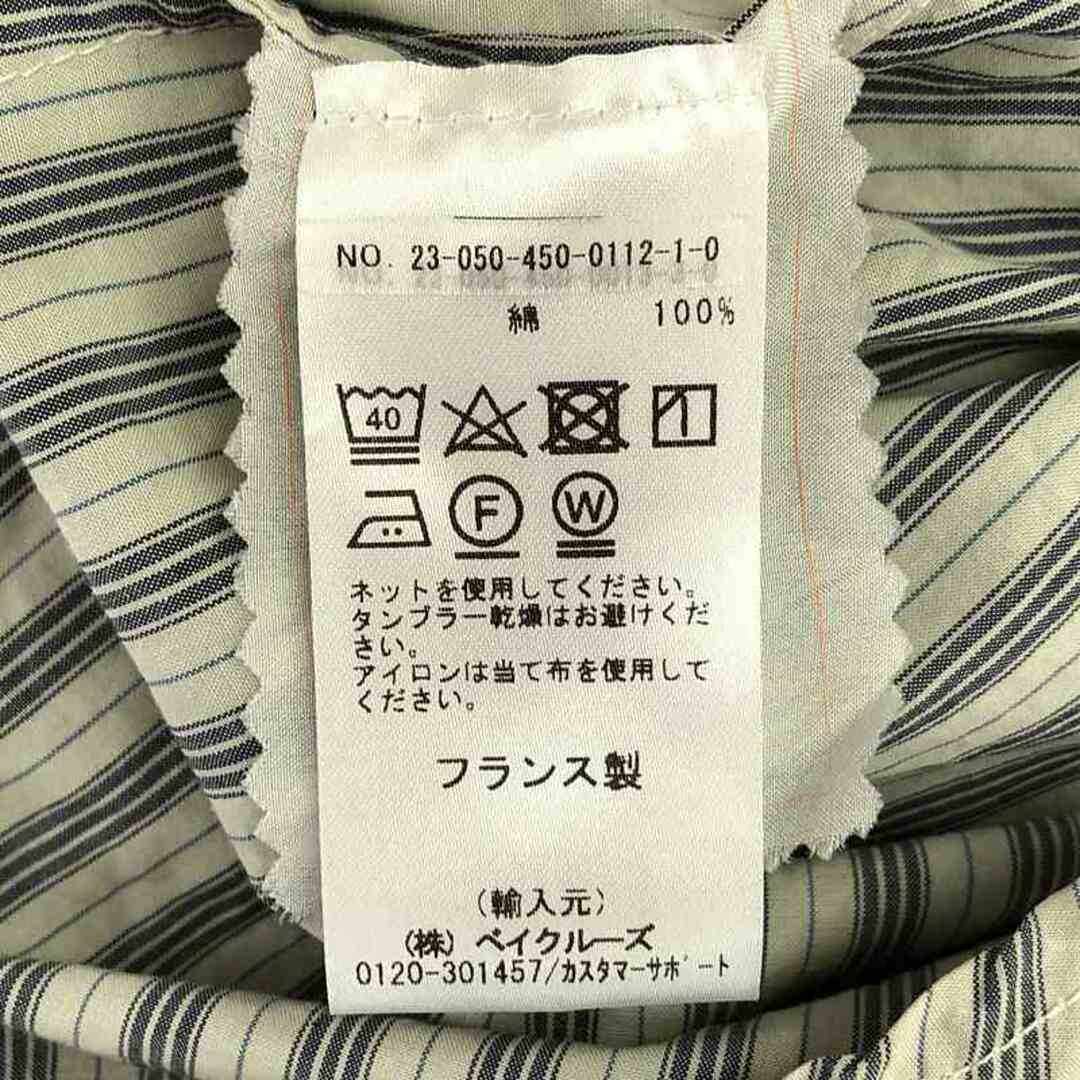 NO. 23-050-450-0112-1-0
綿 100%
40
F W
ネットを使用してください。
タンブラー乾燥はお避けくだ
さい。
アイロンは当て布を使用して
ください。
フランス製
(輸入元)
(株) ベイクルーズ
0120-301457/カスタマーサポート